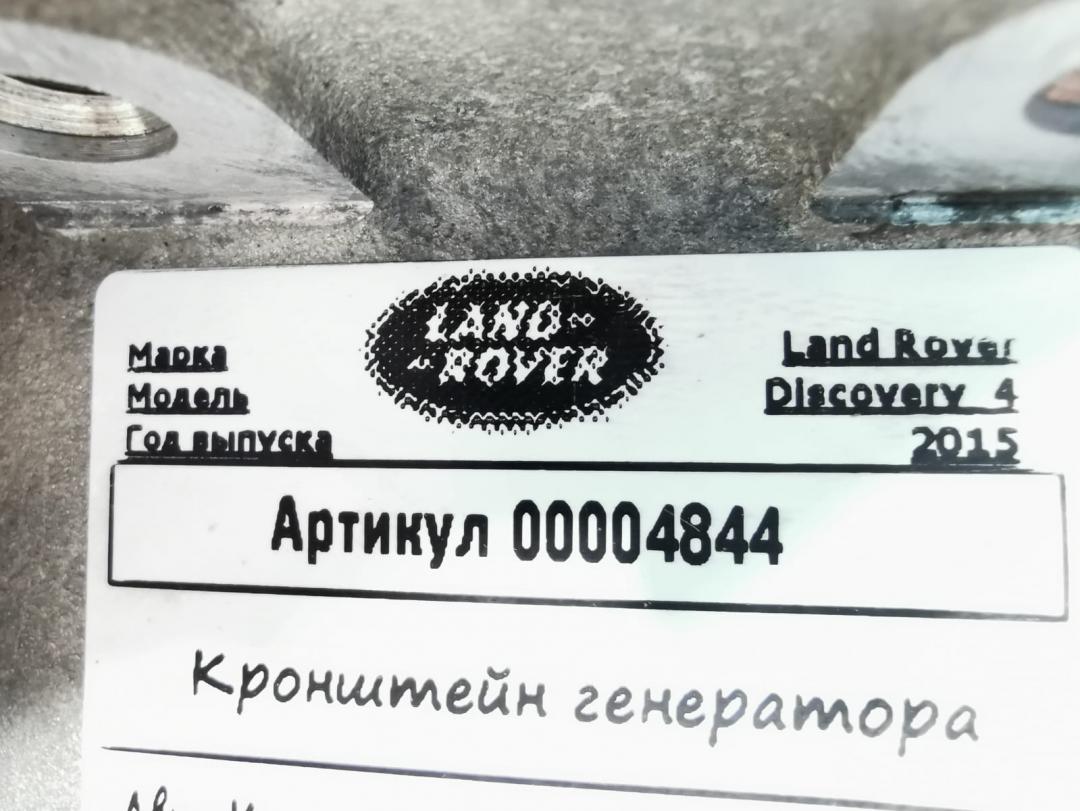 LAND
ROVER
Марка Land Rover
Модель Discovery 4
Год выпуска 2015
Артикул 00004844
Кронштейн генератора